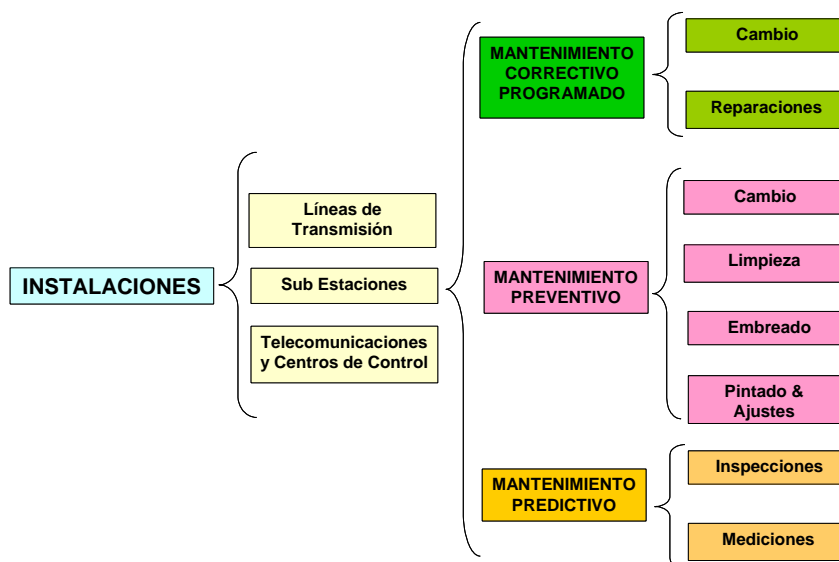 INSTALACIONES
Líneas de
Transmisión
Sub Estaciones
Telecomunicaciones
y Centros de Control
MANTENIMIENTO
CORRECTIVO
PROGRAMADO
Cambio
Reparaciones
MANTENIMIENTO
PREVENTIVO
Cambio
Limpieza
Embreado
Pintado &
Ajustes
MANTENIMIENTO
PREDICTIVO
Inspecciones
Mediciones